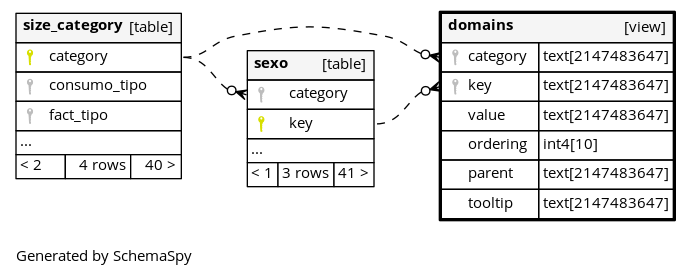 size_category [table]
category
consumo_tipo
fact_tipo
...
< 2 4 rows 40 >
sexo [table]
category
key
...
< 1 3 rows 41 >
domains [view]
category text[2147483647]
key text[2147483647]
value text[2147483647]
ordering int4[10]
parent text[2147483647]
tooltip text[2147483647]
Generated by SchemaSpy